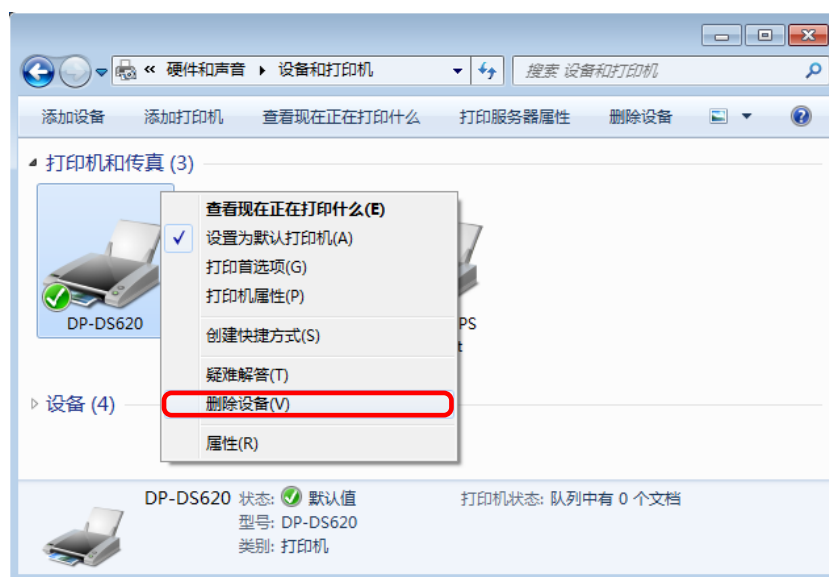 « 硬件和声音 ▸ 设备和打印机
搜索 设备和打印机
添加设备 添加打印机 查看现在正在打印什么 打印服务器属性 删除设备
打印机和传真 (3)
查看现在正在打印什么(E)
设置为默认打印机(A)
打印首选项(G)
打印机属性(P)
创建快捷方式(S)
疑难解答(T)
删除设备(V)
属性(R)
DP-DS620
PS
t
设备 (4)
DP-DS620 状态: 默认值 打印机状态: 队列中有 0 个文档
型号: DP-DS620
类别: 打印机